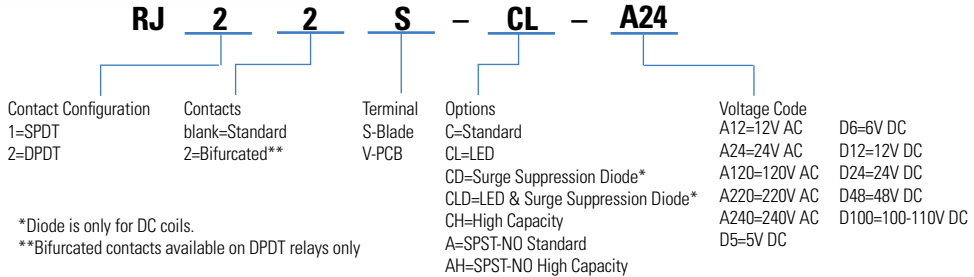 RJ 2 2 S – CL – A24
Contact Configuration
1=SPDT
2=DPDT
Contacts
blank=Standard
2=Bifurcated**
Terminal
S-Blade
V-PCB
Options
C=Standard
CL=LED
CD=Surge Suppression Diode*
CLD=LED & Surge Suppression Diode*
CH=High Capacity
A=SPST-NO Standard
AH=SPST-NO High Capacity
Voltage Code
A12=12V AC
A24=24V AC
A120=120V AC
A220=220V AC
A240=240V AC
D5=5V DC
D6=6V DC
D12=12V DC
D24=24V DC
D48=48V DC
D100=100-110V DC
*Diode is only for DC coils.
**Bifurcated contacts available on DPDT relays only